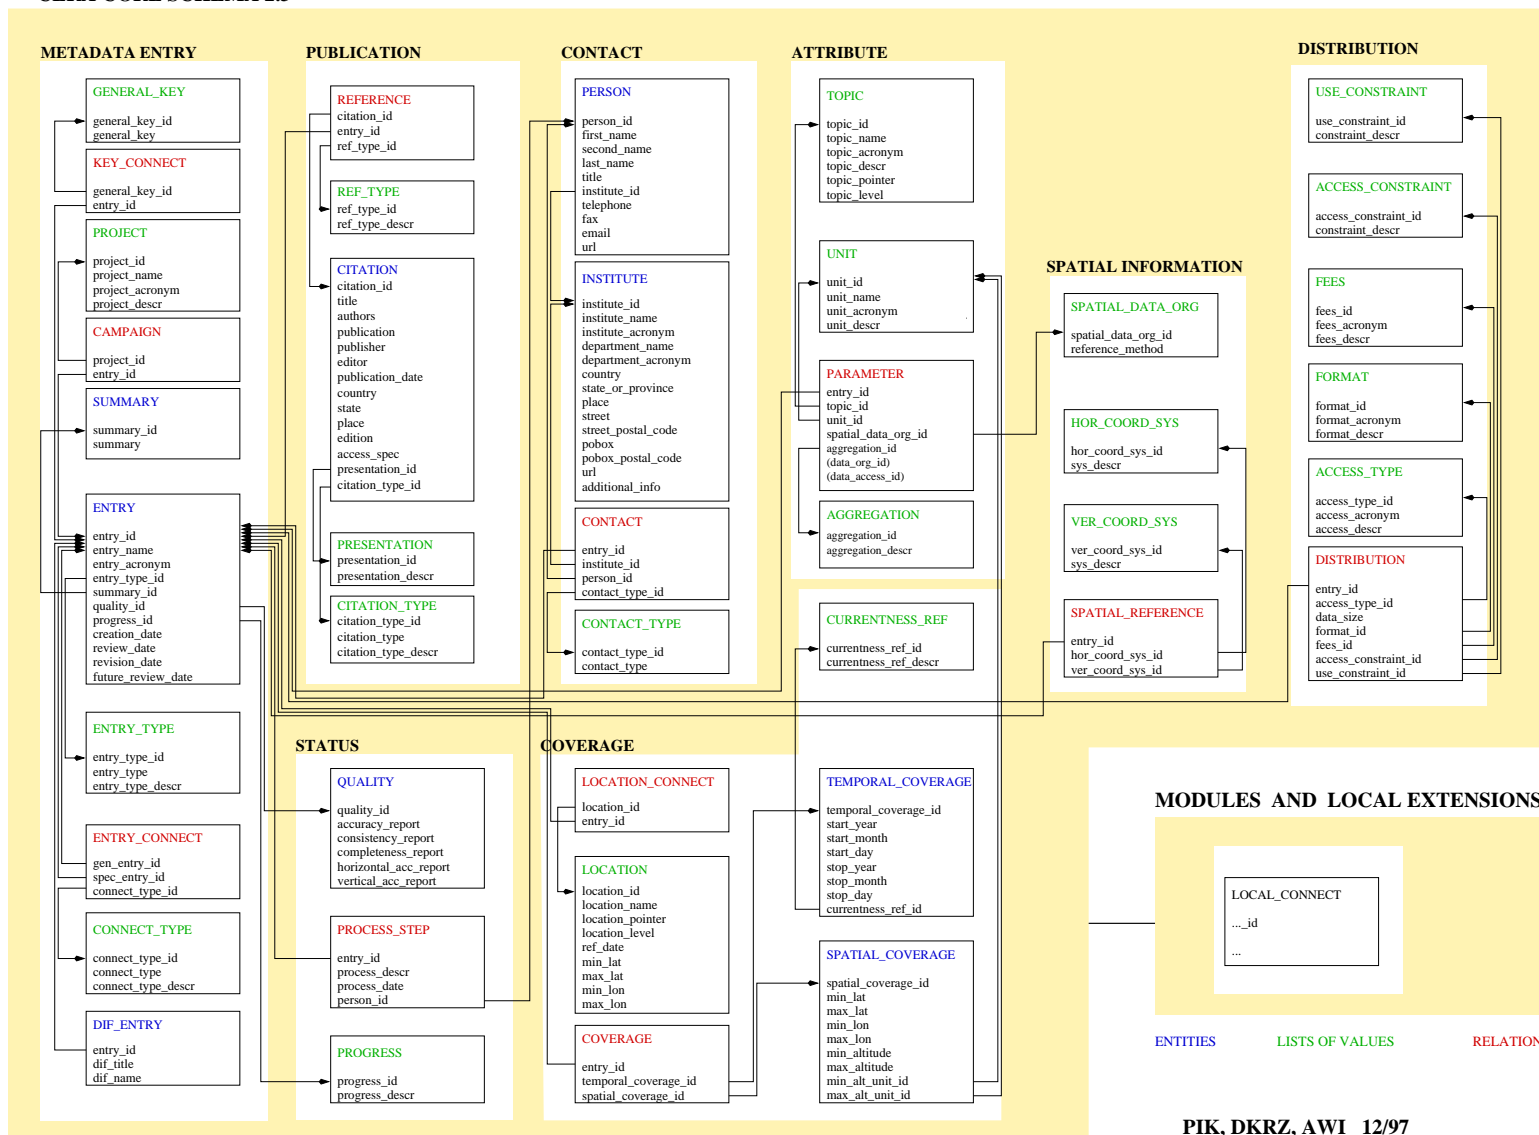 METADATA ENTRY
GENERAL_KEY
general_key_id
general_key
KEY_CONNECT
general_key_id
entry_id
PROJECT
project_id
project_name
project_acronym
project_descr
CAMPAIGN
project_id
entry_id
SUMMARY
summary_id
summary
ENTRY
entry_id
entry_name
entry_acronym
entry_type_id
summary_id
quality_id
progress_id
creation_date
review_date
revision_date
future_review_date
ENTRY_TYPE
entry_type_id
entry_type
entry_type_descr
ENTRY_CONNECT
gen_entry_id
spec_entry_id
connect_type_id
CONNECT_TYPE
connect_type_id
connect_type
connect_type_descr
DIF_ENTRY
entry_id
dif_title
dif_name
PUBLICATION
REFERENCE
citation_id
entry_id
ref_type_id
REF_TYPE
ref_type_id
ref_type_descr
CITATION
citation_id
title
authors
publication
publisher
editor
publication_date
country
state
place
edition
access_spec
presentation_id
citation_type_id
PRESENTATION
presentation_id
presentation_descr
CITATION_TYPE
citation_type_id
citation_type
citation_type_descr
STATUS
QUALITY
quality_id
accuracy_report
consistency_report
completeness_report
horizontal_acc_report
vertical_acc_report
PROCESS_STEP
entry_id
process_descr
process_date
person_id
PROGRESS
progress_id
progress_descr
CONTACT
PERSON
person_id
first_name
second_name
last_name
title
institute_id
telephone
fax
email
url
INSTITUTE
institute_id
institute_name
institute_acronym
department_name
department_acronym
country
state_or_province
place
street
street_postal_code
pobox
pobox_postal_code
url
additional_info
CONTACT
entry_id
institute_id
person_id
contact_type_id
CONTACT_TYPE
contact_type_id
contact_type
COVERAGE
LOCATION_CONNECT
location_id
entry_id
LOCATION
location_id
location_name
location_pointer
location_level
ref_date
min_lat
max_lat
min_lon
max_lon
COVERAGE
entry_id
temporal_coverage_id
spatial_coverage_id
ATTRIBUTE
TOPIC
topic_id
topic_name
topic_acronym
topic_descr
topic_pointer
topic_level
UNIT
unit_id
unit_name
unit_acronym
unit_descr
PARAMETER
entry_id
topic_id
unit_id
spatial_data_org_id
aggregation_id
(data_org_id)
(data_access_id)
AGGREGATION
aggregation_id
aggregation_descr
CURRENTNESS_REF
currentness_ref_id
currentness_ref_descr
TEMPORAL_COVERAGE
temporal_coverage_id
start_year
start_month
start_day
stop_year
stop_month
stop_day
currentness_ref_id
SPATIAL_COVERAGE
spatial_coverage_id
min_lat
max_lat
min_lon
max_lon
min_altitude
max_altitude
min_alt_unit_id
max_alt_unit_id
SPATIAL INFORMATION
SPATIAL_DATA_ORG
spatial_data_org_id
reference_method
HOR_COORD_SYS
hor_coord_sys_id
sys_descr
VER_COORD_SYS
ver_coord_sys_id
sys_descr
SPATIAL_REFERENCE
entry_id
hor_coord_sys_id
ver_coord_sys_id
DISTRIBUTION
USE_CONSTRAINT
use_constraint_id
constraint_descr
ACCESS_CONSTRAINT
access_constraint_id
constraint_descr
FEES
fees_id
fees_acronym
fees_descr
FORMAT
format_id
format_acronym
format_descr
ACCESS_TYPE
access_type_id
access_acronym
access_descr
DISTRIBUTION
entry_id
access_type_id
data_size
format_id
fees_id
access_constraint_id
use_constraint_id
MODULES AND LOCAL EXTENSIONS
LOCAL_CONNECT
..._id
...
ENTITIES LISTS OF VALUES RELATION
PIK, DKRZ, AWI 12/97